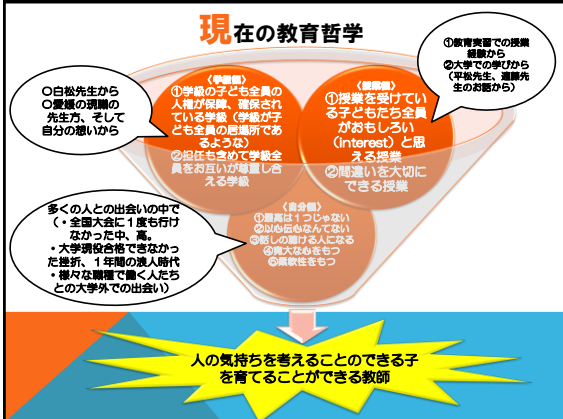 現在の教育哲学
〇白松先生から
〇愛媛の現職の
先生方、そして
自分の想いから
〈学級編〉
①学級の子ども全員の
人権が保障、確保され
ている学級(学級が子
ども全員の居場所であ
るような)
②担任も含めて学級全
員をお互いが尊重し合
える学級
〈授業編〉
①授業を受けてい
る子どもたち全員
がおもしろい
(Interest)と思
える授業
②間違いを大切に
できる授業
①教育実習での授業
経験から
②大学での学びから
(平松先生、遠藤先
生のお話から)
多くの人との出会いの中で
(・全国大会に1度も行け
なかった中、高。
・大学現役合格できなかっ
た挫折、1年間の浪人時代
・様々な職種で働く人たち
との大学外での出会い)
〈自分編〉
①最高は1つじゃない
②以心伝心なんてない
③話しの聴ける人になる
④寛大な心をもつ
⑤柔軟性をもつ
人の気持ちを考えることのできる子
を育てることができる教師